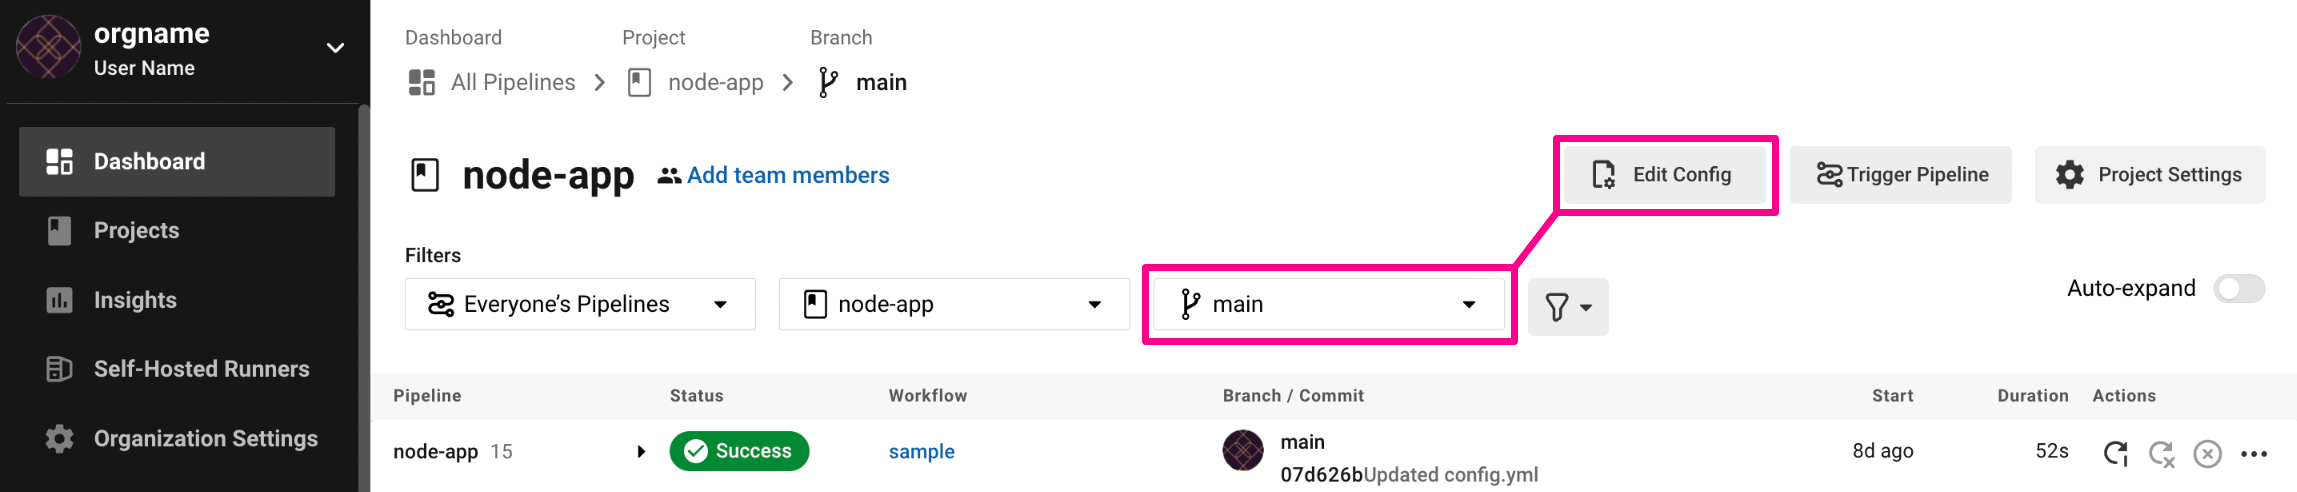 orgname
User Name
Dashboard
Projects
Insights
Self-Hosted Runners
Organization Settings
Dashboard Project Branch
All Pipelines node-app main
node-app Add team members Edit Config Trigger Pipeline Project Settings
Filters
Everyone’s Pipelines node-app main Auto-expand
Pipeline Status Workflow Branch / Commit Start Duration Actions
node-app 15 Success sample main 8d ago 52s
07d626bUpdated config.yml